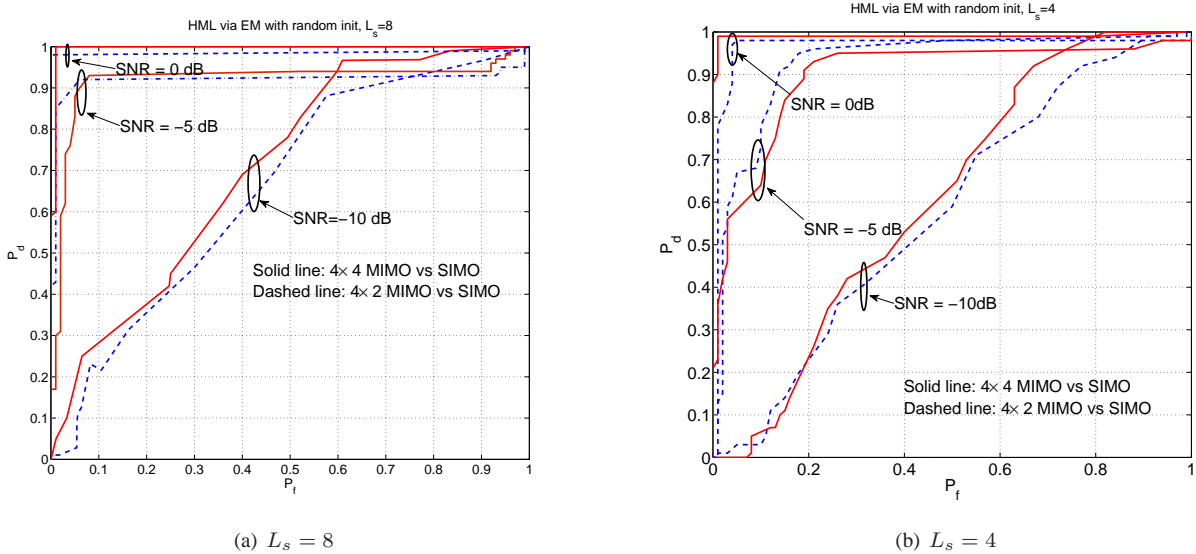 HML via EM with random init, L_s=8
1
0.9
0.8
0.7
0.6
0.5
0.4
0.3
0.2
0.1
0
P_d
SNR = 0 dB
SNR = −5 dB
SNR=−10 dB
Solid line: 4× 4 MIMO vs SIMO
Dashed line: 4× 2 MIMO vs SIMO
0 0.1 0.2 0.3 0.4 0.5 0.6 0.7 0.8 0.9 1
P_f
(a) L_s = 8
HML via EM with random init, L_s=4
1
0.9
0.8
0.7
0.6
0.5
0.4
0.3
0.2
0.1
0
P_d
SNR = 0dB
SNR = −5 dB
SNR = −10dB
Solid line: 4× 4 MIMO vs SIMO
Dashed line: 4× 2 MIMO vs SIMO
0 0.2 0.4 0.6 0.8 1
P_f
(b) L_s = 4